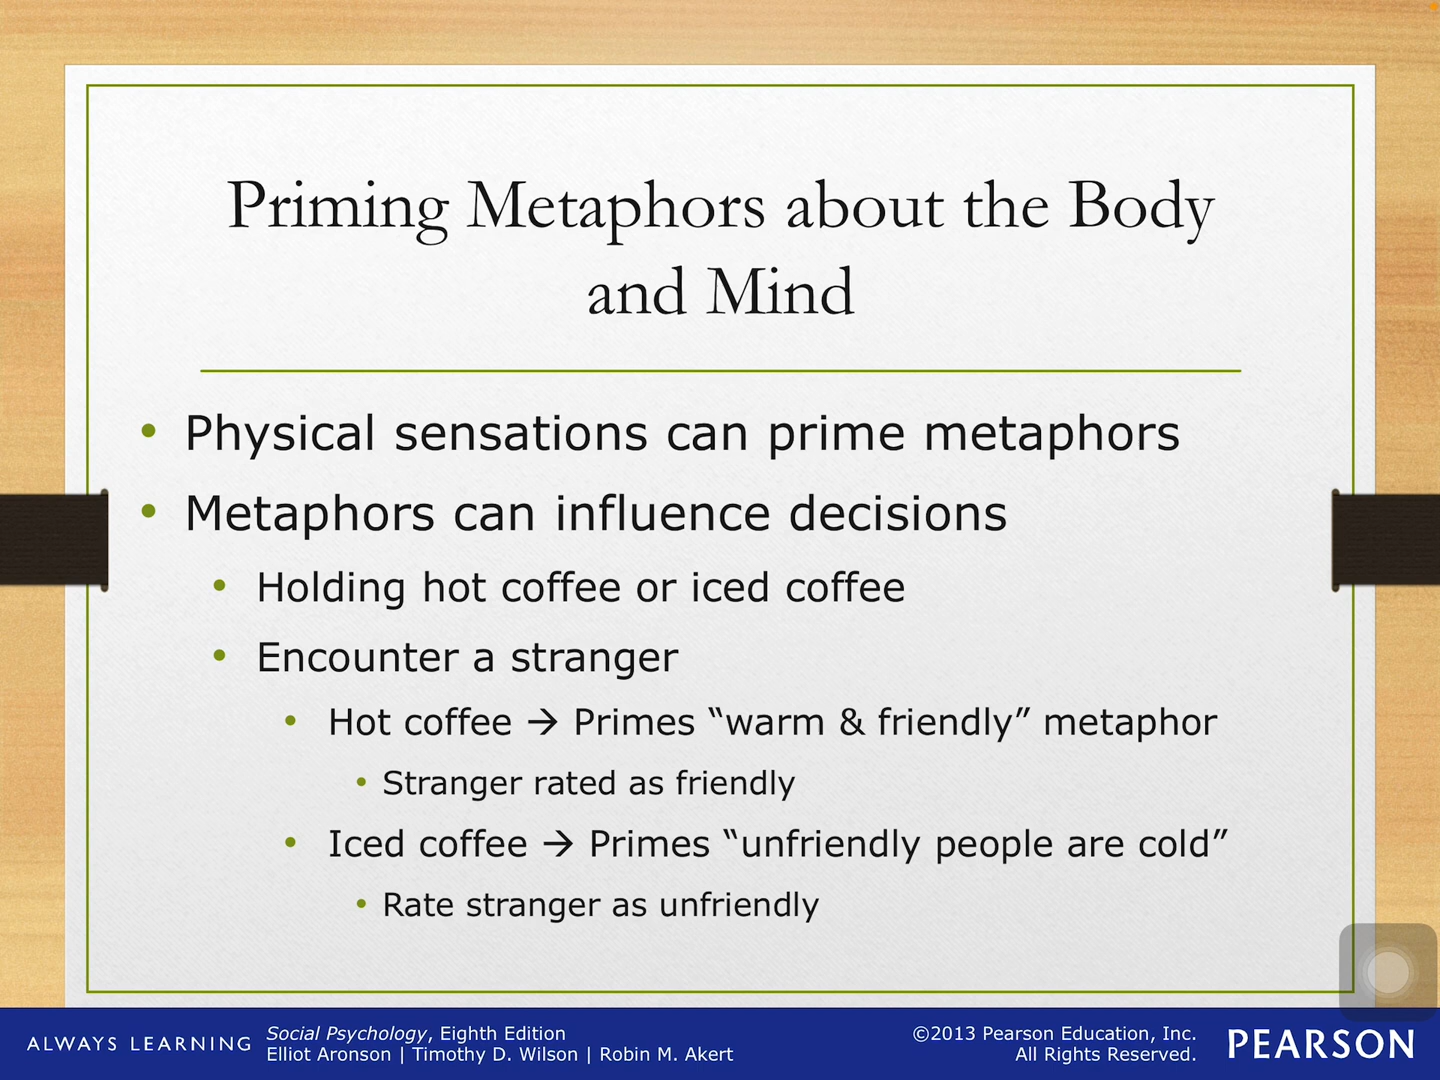 Priming Metaphors about the Body
and Mind
• Physical sensations can prime metaphors
• Metaphors can influence decisions
• Holding hot coffee or iced coffee
• Encounter a stranger
• Hot coffee → Primes “warm & friendly” metaphor
• Stranger rated as friendly
• Iced coffee → Primes “unfriendly people are cold”
• Rate stranger as unfriendly
ALWAYS LEARNING
Social Psychology, Eighth Edition
Elliot Aronson | Timothy D. Wilson | Robin M. Akert
©2013 Pearson Education, Inc.
All Rights Reserved.
PEARSON